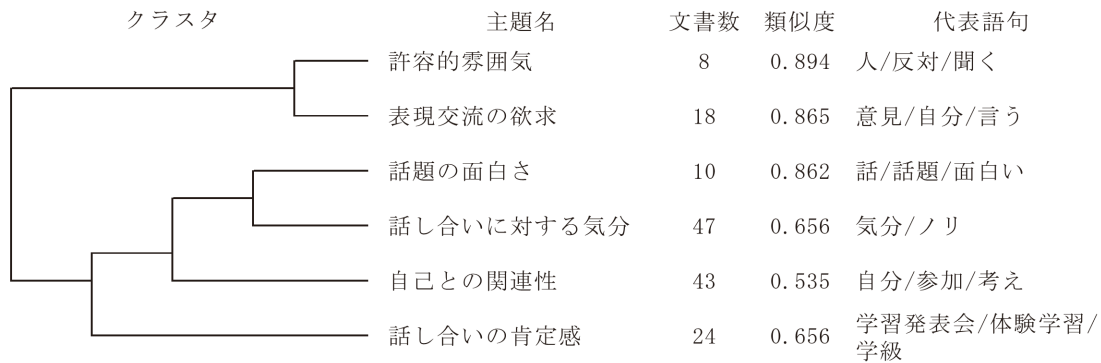 クラスタ 主題名 文書数 類似度 代表語句
許容的雰囲気 8 0.894 人/反対/聞く
表現交流の欲求 18 0.865 意見/自分/言う
話題の面白さ 10 0.862 話/話題/面白い
話し合いに対する気分 47 0.656 気分/ノリ
自己との関連性 43 0.535 自分/参加/考え
話し合いの肯定感 24 0.656 学習発表会/体験学習/
学級